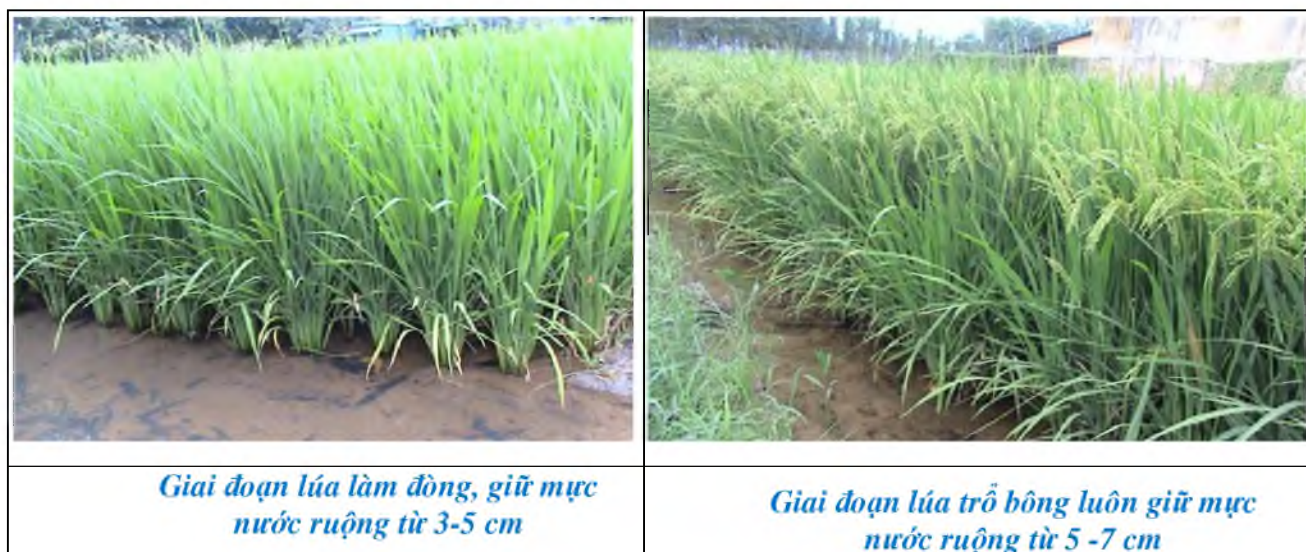 Giai đoạn lúa làm đòng, giữ mực
nước ruộng từ 3-5 cm
Giai đoạn lúa trổ bông luôn giữ mực
nước ruộng từ 5 -7 cm